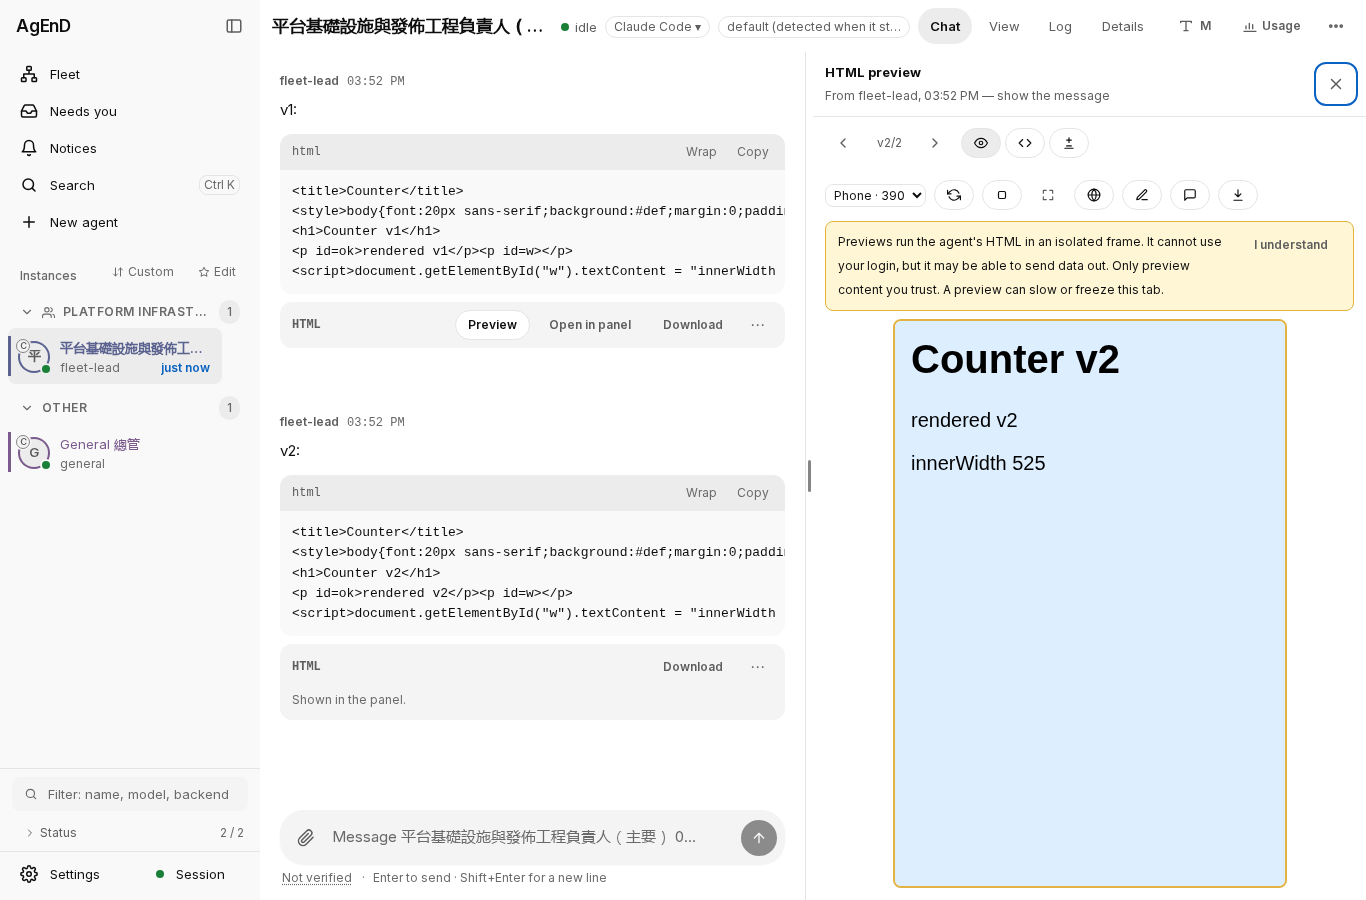 AgEnD
Fleet
Needs you
Notices
Search
Ctrl K
New agent
Instances
Custom
Edit
PLATFORM INFRAST...
1
C
平
平台基礎設施與發佈工...
fleet-lead
just now
OTHER
1
C
G
General 總管
general
Filter: name, model, backend
Status
2 / 2
Settings
Session
平台基礎設施與發佈工程負責人 ( ...
idle
Claude Code ▾
default (detected when it st...
Chat
View
Log
Details
M
Usage
fleet-lead 03:52 PM
v1:
html
Wrap
Copy
<title>Counter</title>
<style>body{font:20px sans-serif;background:#def;margin:0;paddin
<h1>Counter v1</h1>
<p id=ok>rendered v1</p><p id=w></p>
<script>document.getElementById("w").textContent = "innerWidth
HTML
Preview
Open in panel
Download
...
fleet-lead 03:52 PM
v2:
html
Wrap
Copy
<title>Counter</title>
<style>body{font:20px sans-serif;background:#def;margin:0;paddin
<h1>Counter v2</h1>
<p id=ok>rendered v2</p><p id=w></p>
<script>document.getElementById("w").textContent = "innerWidth
HTML
Download
...
Shown in the panel.
Message 平台基礎設施與發佈工程負責人 ( 主要 ) 0...
Not verified · Enter to send · Shift+Enter for a new line
HTML preview
From fleet-lead, 03:52 PM — show the message
v2/2
Phone · 390
Previews run the agent's HTML in an isolated frame. It cannot use
your login, but it may be able to send data out. Only preview
content you trust. A preview can slow or freeze this tab.
I understand
Counter v2
rendered v2
innerWidth 525